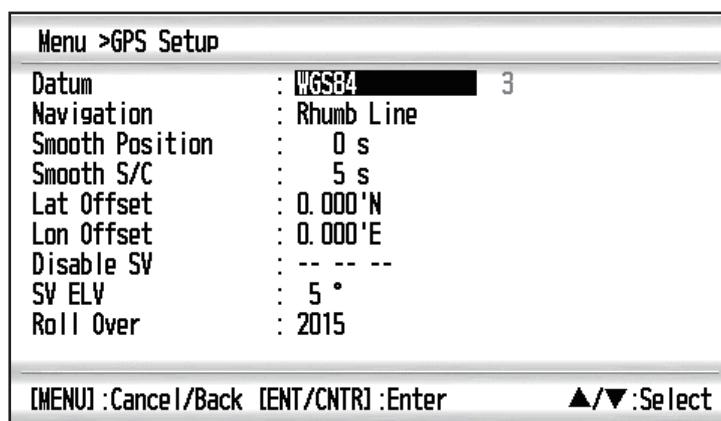 Menu >GPS Setup
Datum : WGS84 3
Navigation : Rhumb Line
Smooth Position : 0 s
Smooth S/C : 5 s
Lat Offset : 0.000'N
Lon Offset : 0.000'E
Disable SV : -- -- --
SV ELV : 5 °
Roll Over : 2015
[MENU] :Cancel/Back [ENT/CNTR] :Enter ▲/▼ :Select